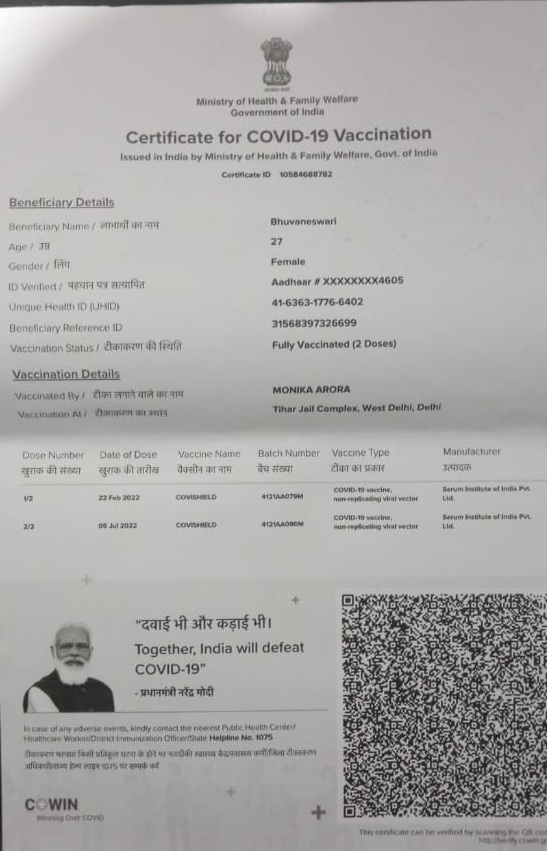 Ministry of Health & Family Welfare
Government of India
Certificate for COVID-19 Vaccination
Issued in India by Ministry of Health & Family Welfare, Govt. of India
Certificate ID 10584688782
Beneficiary Details
Beneficiary Name / लाभार्थी का नाम Bhuvaneswari
Age / उम्र 27
Gender / लिंग Female
ID Verified / पहचान पत्र सत्यापित Aadhaar # XXXXXXXX4605
Unique Health ID (UHID) 41-6363-1776-6402
Beneficiary Reference ID 31568397326699
Vaccination Status / टीकाकरण की स्थिति Fully Vaccinated (2 Doses)
Vaccination Details
Vaccinated By / टीका लगाने वाले का नाम MONIKA ARORA
Vaccination At / टीकाकरण का स्थान Tihar Jail Complex, West Delhi, Delhi
Dose Number Date of Dose Vaccine Name Batch Number Vaccine Type Manufacturer
खुराक की संख्या खुराक की तारीख वैक्सीन का नाम बैच संख्या टीका का प्रकार उत्पादक
1/2 22 Feb 2022 COVISHIELD 4121AA079M COVID-19 vaccine, non-replicating viral vector Serum Institute of India Pvt. Ltd.
2/2 05 Jul 2022 COVISHIELD 4121AA090M COVID-19 vaccine, non-replicating viral vector Serum Institute of India Pvt. Ltd.
“दवाई भी और कड़ाई भी।
Together, India will defeat
COVID-19”
- प्रधानमंत्री नरेंद्र मोदी
In case of any adverse events, kindly contact the nearest Public Health Center/
Healthcare Worker/District Immunization Officer/State Helpline No. 1075
टीकाकरण पश्चात किसी प्रतिकूल घटना के होने पर नजदीकी स्वास्थ्य केंद्र/स्वास्थ्य कर्मी/जिला टीकाकरण
अधिकारी/राज्य हेल्प लाइन 1075 पर सम्पर्क करें
COWIN
Winning Over COVID
This certificate can be verified by scanning the QR
http://verify.cowin.g